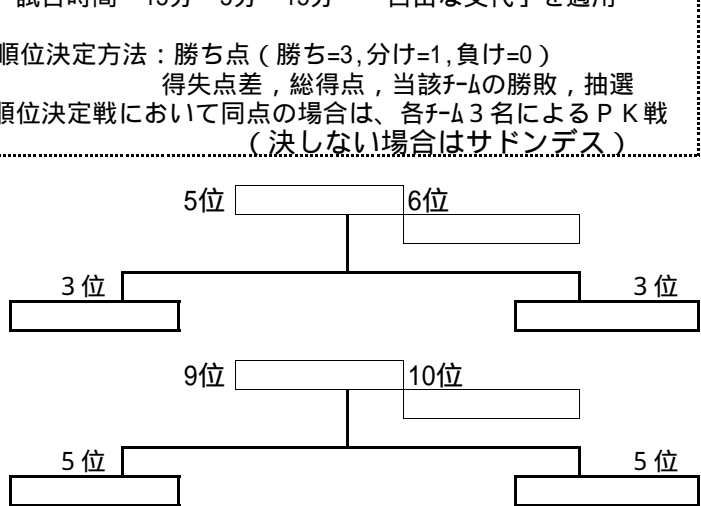 順位決定方法：勝ち点（勝ち=3,分け=1,負け=0）
得失点差，総得点，当該ﾁｰﾑの勝敗，抽選
順位決定戦において同点の場合は、各ﾁｰﾑ３名によるＰＫ戦
（決しない場合はサドンデス）
5位 6位
３位 ３位
9位 10位
５位 ５位